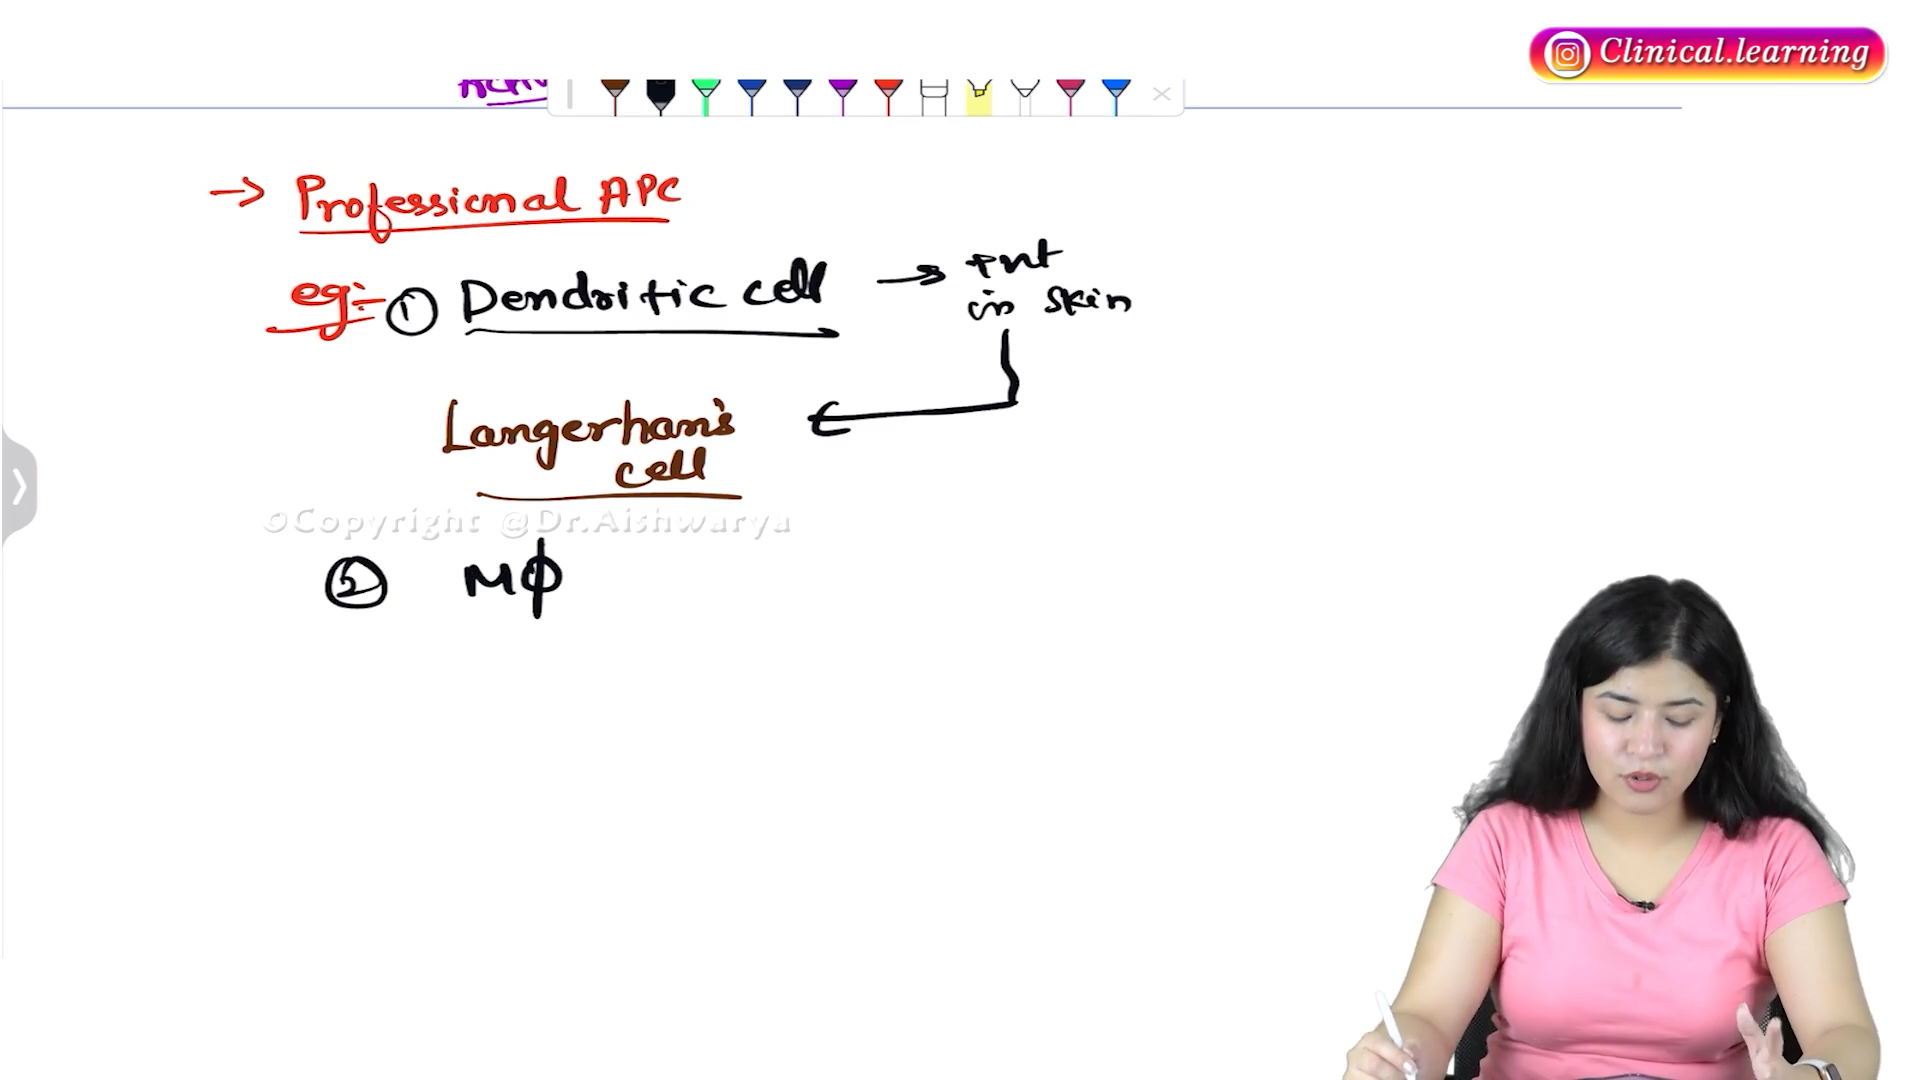 Clinical.learning
→ Professional APC
eg:- ① Dendritic cell → pnt
in skin
Langerhan's
cell
©Copyright @Dr.Aishwarya
② Mϕ